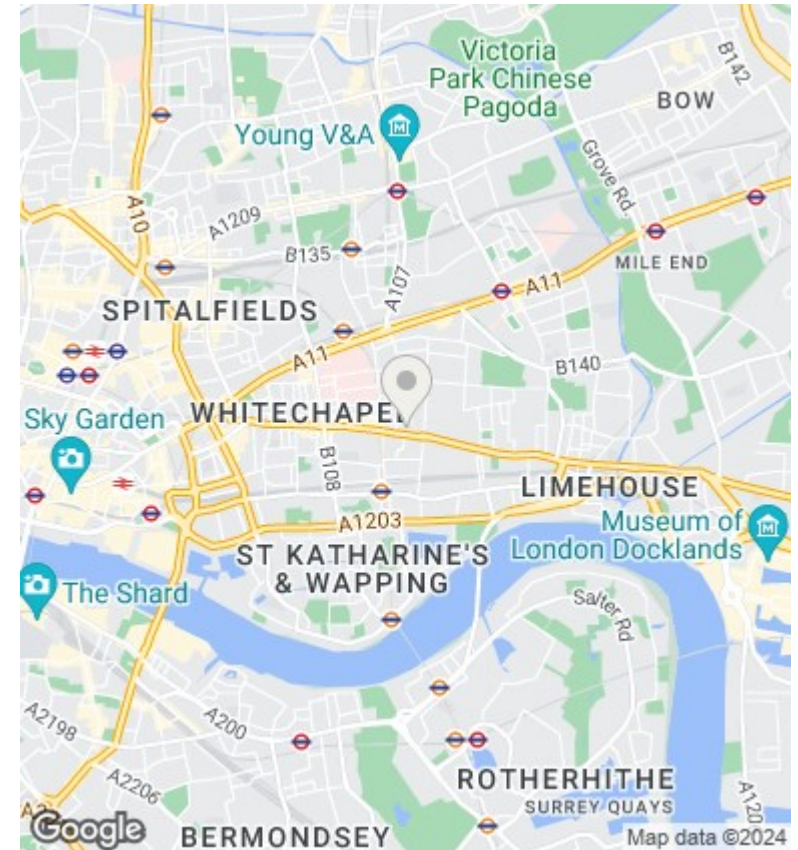 Victoria
Park Chinese
Pagoda
B142
BOW
Young V&A
Grove Rd.
A10
A1209
B135
A107
MILE END
A11
SPITALFIELDS
A11
B140
WHITECHAPEL
Sky Garden
B108
LIMEHOUSE
A1203
Museum of
London Docklands
ST KATHARINE'S
& WAPPING
The Shard
Salter Rd
A2198
A200
A2206
ROTHERHITHE
SURREY QUAYS
Google
BERMONDSEY
Map data ©2024